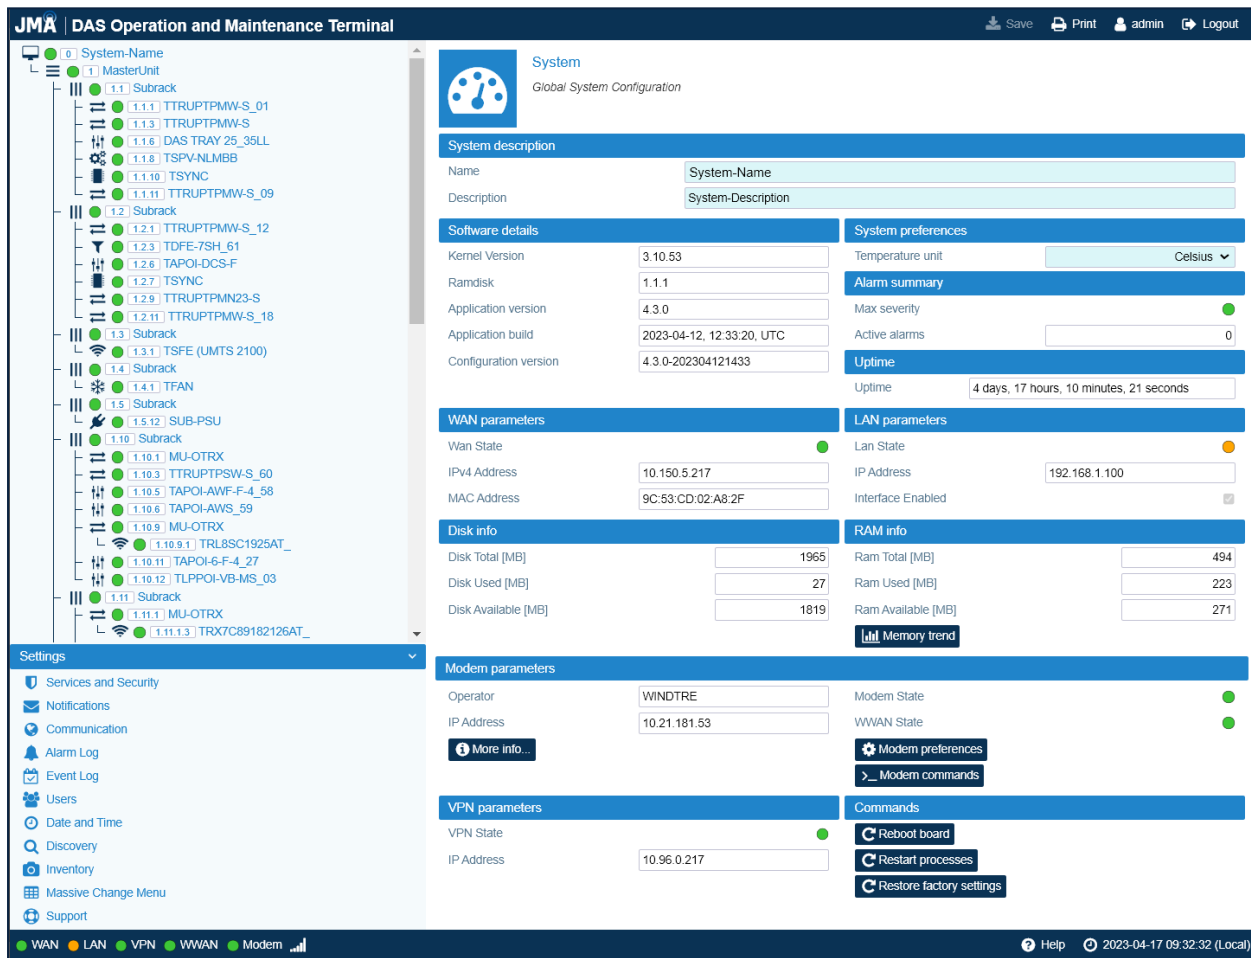 JMA DAS Operation and Maintenance Terminal
Save Print admin Logout
0 System-Name
1 MasterUnit
1.1 Subrack
1.1.1 TTRUPTPMW-S_01
1.1.3 TTRUPTPMW-S
1.1.6 DAS TRAY 25_35LL
1.1.8 TSPV-NLMBB
1.1.10 TSYNC
1.1.11 TTRUPTPMW-S_09
1.2 Subrack
1.2.1 TTRUPTPMW-S_12
1.2.3 TDFE-7SH_61
1.2.6 TAPOI-DCS-F
1.2.7 TSYNC
1.2.9 TTRUPTPMN23-S
1.2.11 TTRUPTPMW-S_18
1.3 Subrack
1.3.1 TSFE (UMTS 2100)
1.4 Subrack
1.4.1 TFAN
1.5 Subrack
1.5.12 SUB-PSU
1.10 Subrack
1.10.1 MU-OTRX
1.10.3 TTRUPTPSW-S_60
1.10.5 TAPOI-AWF-F-4_58
1.10.6 TAPOI-AWS_59
1.10.9 MU-OTRX
1.10.9.1 TRL8SC1925AT_
1.10.11 TAPOI-6-F-4_27
1.10.12 TLPPOI-VB-MS_03
1.11 Subrack
1.11.1 MU-OTRX
1.11.1.3 TRX7C89182126AT_
Settings
Services and Security
Notifications
Communication
Alarm Log
Event Log
Users
Date and Time
Discovery
Inventory
Massive Change Menu
Support
System
Global System Configuration
System description
Name System-Name
Description System-Description
Software details
Kernel Version 3.10.53
Ramdisk 1.1.1
Application version 4.3.0
Application build 2023-04-12, 12:33:20, UTC
Configuration version 4.3.0-202304121433
System preferences
Temperature unit Celsius
Alarm summary
Max severity
Active alarms 0
Uptime
Uptime 4 days, 17 hours, 10 minutes, 21 seconds
WAN parameters
Wan State
IPv4 Address 10.150.5.217
MAC Address 9C:53:CD:02:A8:2F
LAN parameters
Lan State
IP Address 192.168.1.100
Interface Enabled
Disk info
Disk Total [MB] 1965
Disk Used [MB] 27
Disk Available [MB] 1819
RAM info
Ram Total [MB] 494
Ram Used [MB] 223
Ram Available [MB] 271
Memory trend
Modem parameters
Operator WINDTRE
IP Address 10.21.181.53
More info...
Modem State
WWAN State
Modem preferences
>_ Modem commands
VPN parameters
VPN State
IP Address 10.96.0.217
Commands
Reboot board
Restart processes
Restore factory settings
WAN LAN VPN WWAN Modem
Help 2023-04-17 09:32:32 (Local)